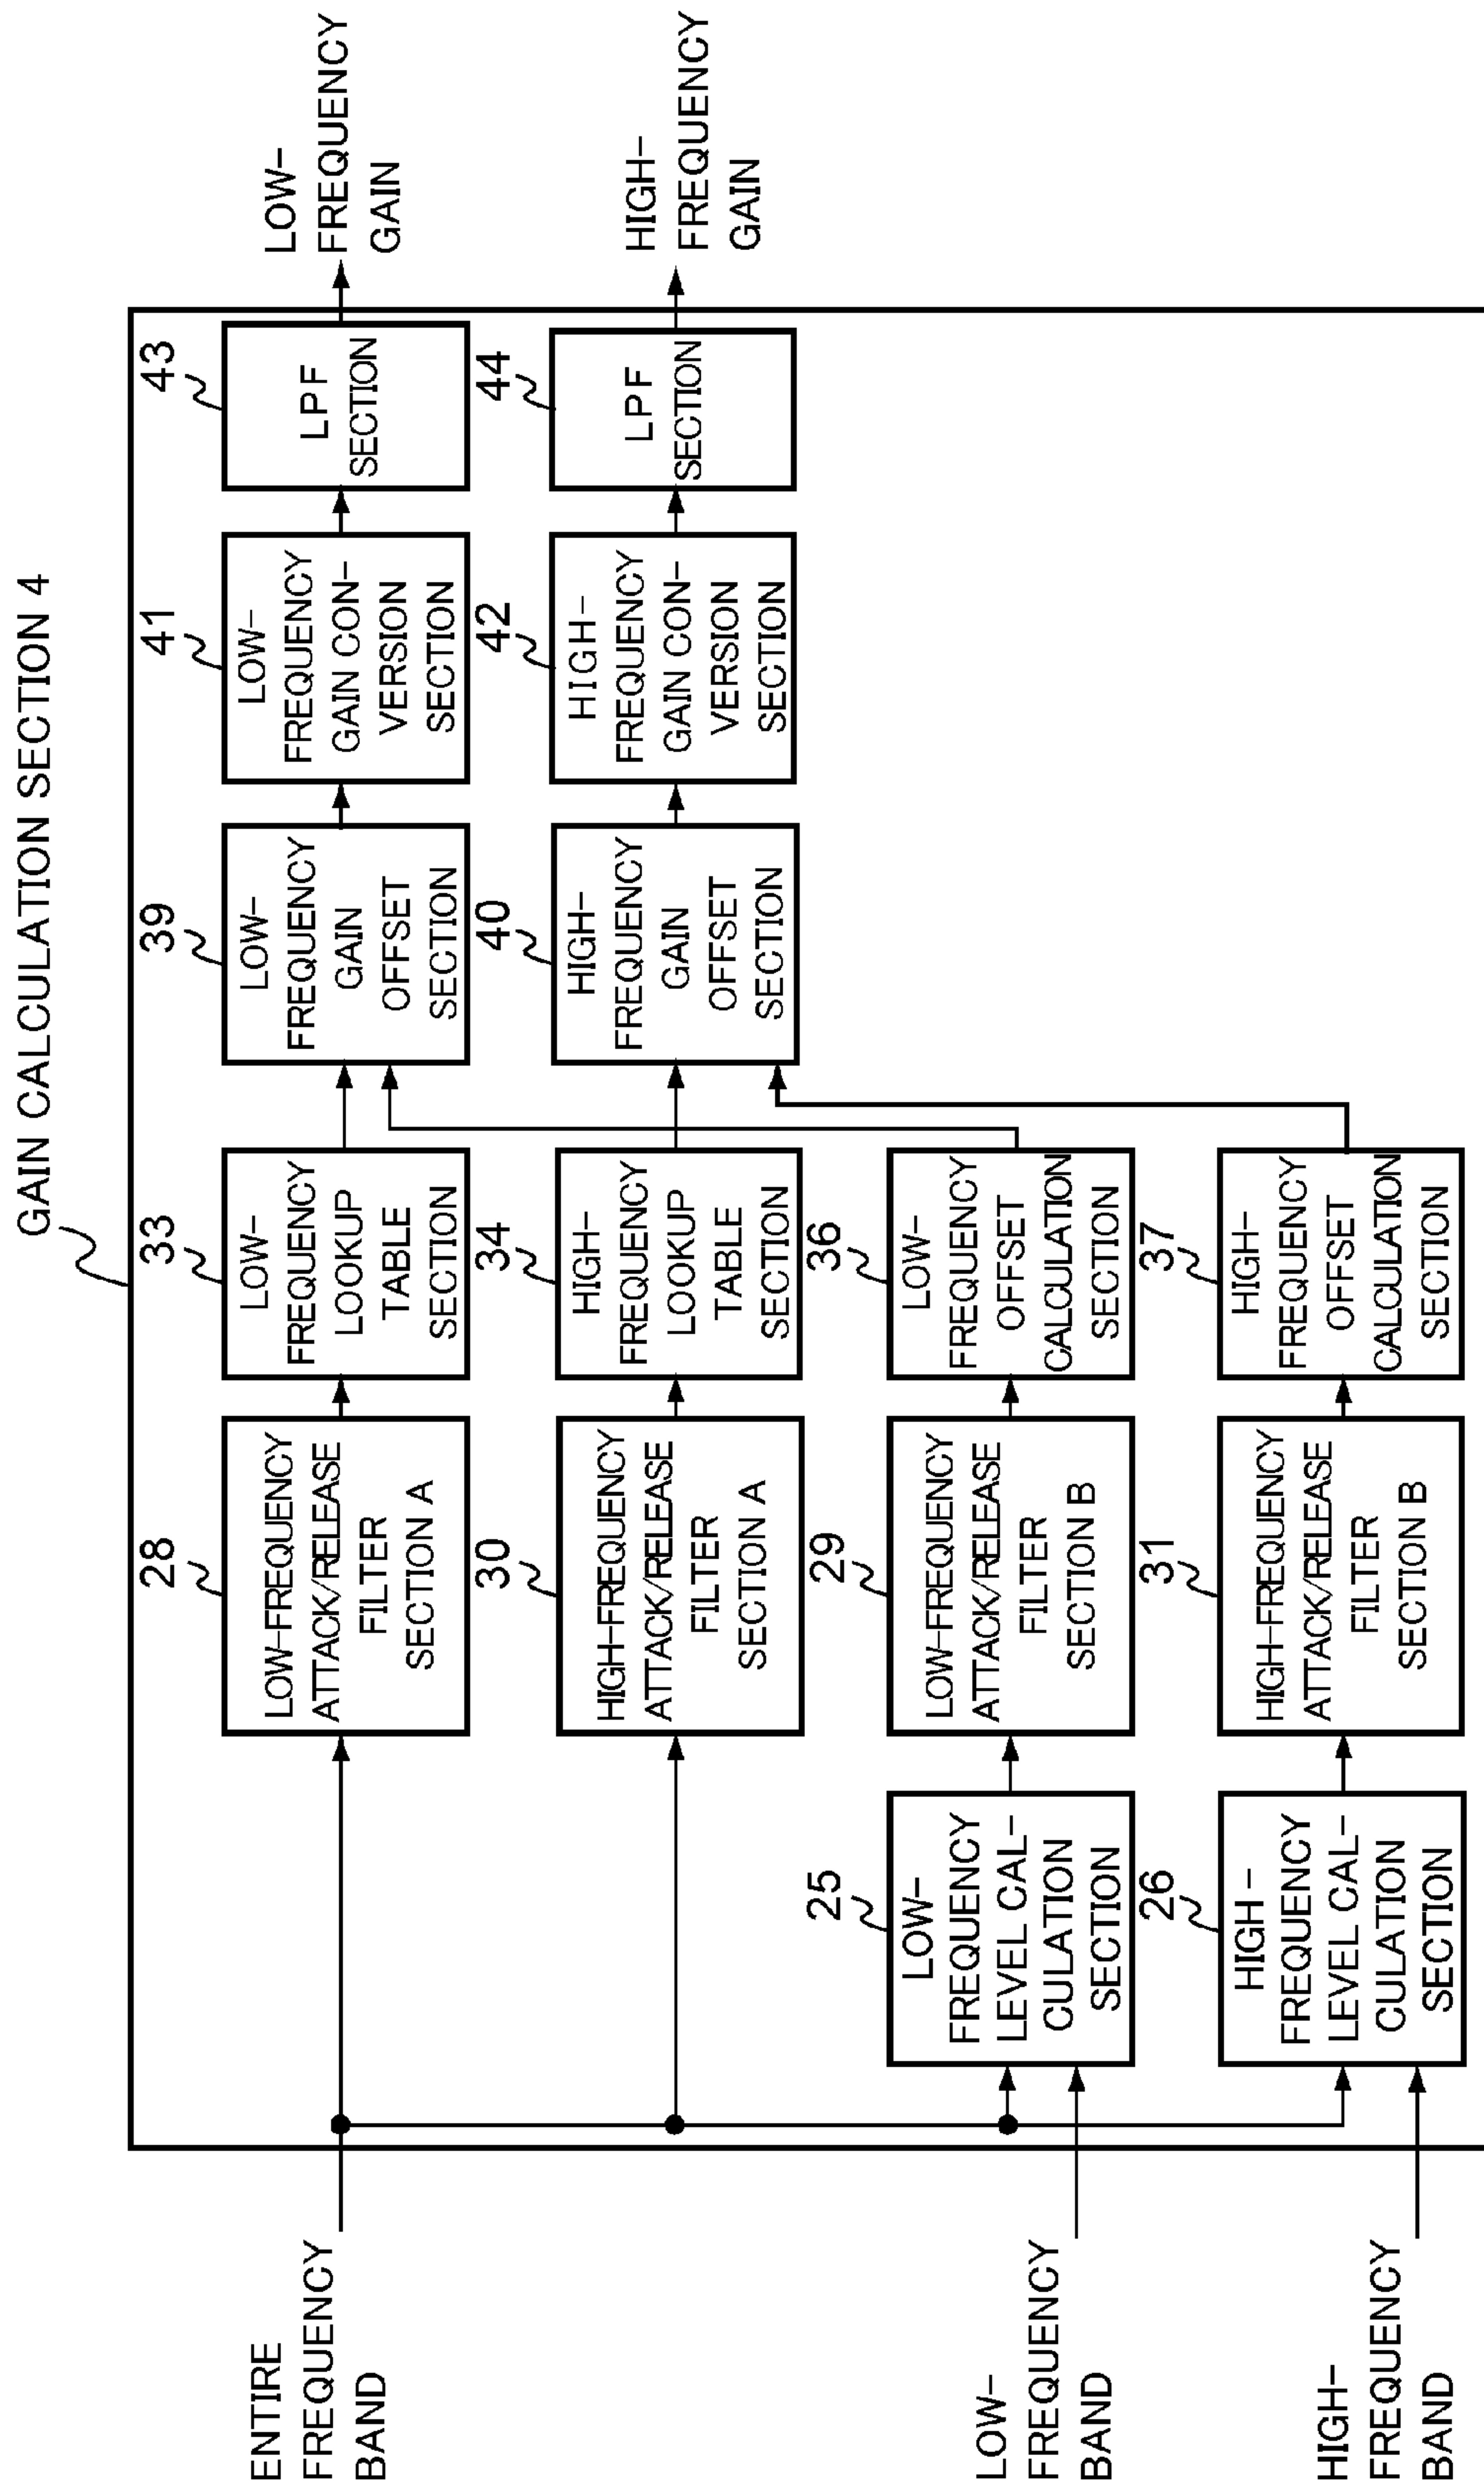 GAIN CALCULATION SECTION 4
ENTIRE
FREQUENCY
BAND
28
LOW-FREQUENCY
ATTACK/RELEASE
FILTER
SECTION A
33
LOW-
FREQUENCY
LOOKUP
TABLE
SECTION
39
LOW-
FREQUENCY
GAIN
OFFSET
SECTION
41
LOW-
FREQUENCY
GAIN CON-
VERSION
SECTION
43
LPF
SECTION
LOW-
FREQUENCY
GAIN
30
HIGH-FREQUENCY
ATTACK/RELEASE
FILTER
SECTION A
34
HIGH-
FREQUENCY
LOOKUP
TABLE
SECTION
40
HIGH-
FREQUENCY
GAIN
OFFSET
SECTION
42
HIGH-
FREQUENCY
GAIN CON-
VERSION
SECTION
44
LPF
SECTION
HIGH-
FREQUENCY
GAIN
LOW-
FREQUENCY
BAND
25
LOW-
FREQUENCY
LEVEL CAL-
CULATION
SECTION
29
LOW-FREQUENCY
ATTACK/RELEASE
FILTER
SECTION B
36
LOW-
FREQUENCY
OFFSET
CALCULATION
SECTION
HIGH-
FREQUENCY
BAND
26
HIGH-
FREQUENCY
LEVEL CAL-
CULATION
SECTION
31
HIGH-FREQUENCY
ATTACK/RELEASE
FILTER
SECTION B
37
HIGH-
FREQUENCY
OFFSET
CALCULATION
SECTION